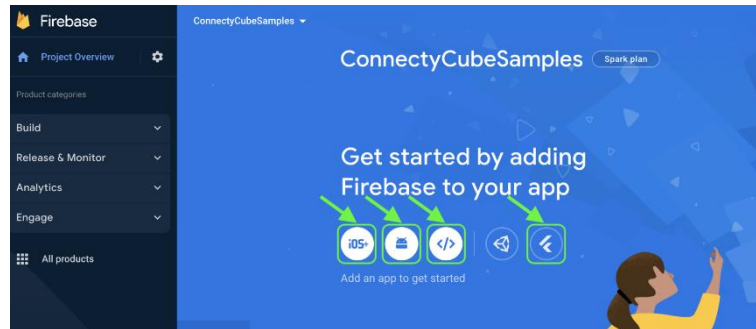 Firebase
ConnectyCubeSamples
Project Overview
Product categories
Build
Release & Monitor
Analytics
Engage
All products
ConnectyCubeSamples Spark plan
Get started by adding
Firebase to your app
iOS+ </>
Add an app to get started